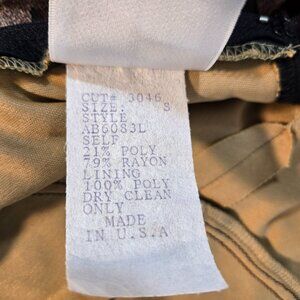 CUT# 3046
SIZE: S
STYLE
AB6083L
SELF
21% POLY
79% RAYON
LINING
100% POLY
DRY CLEAN
ONLY
MADE
IN U.S.A